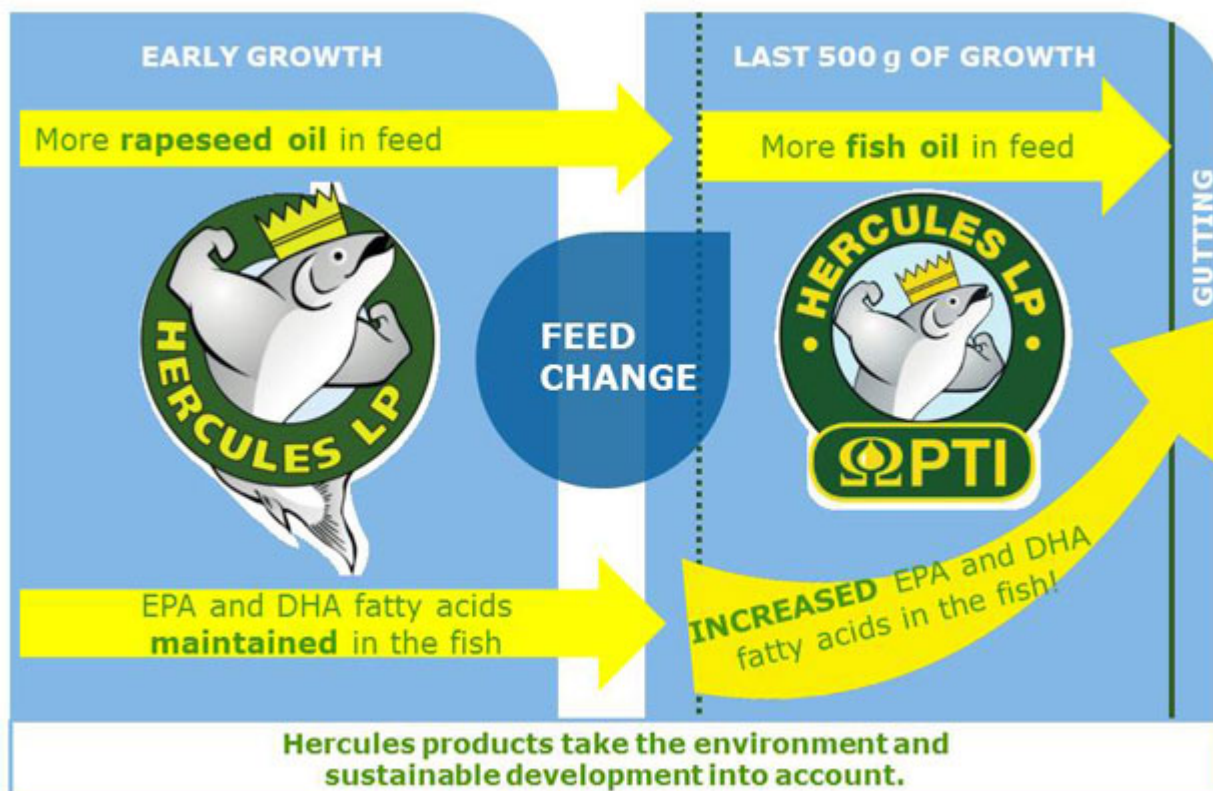 EARLY GROWTH
More rapeseed oil in feed
HERCULES LP
EPA and DHA fatty acids
maintained in the fish
FEED
CHANGE
LAST 500 g OF GROWTH
More fish oil in feed
• HERCULES LP •
ΩPTI
INCREASED EPA and DHA
fatty acids in the fish!
GUTTING
Hercules products take the environment and
sustainable development into account.